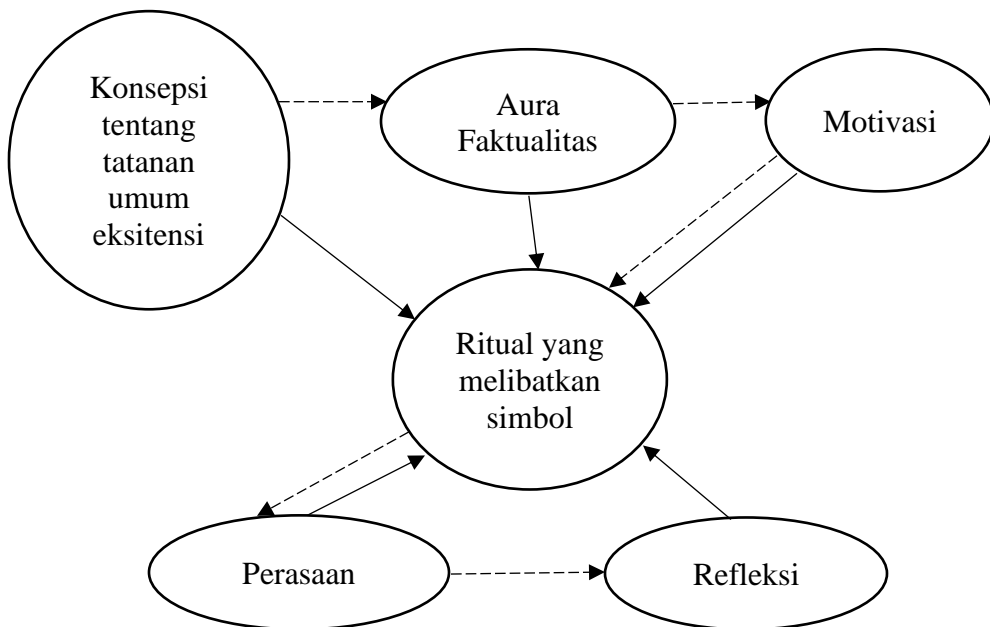 Konsepsi
tentang
tatanan
umum
eksitensi
Aura
Faktualitas
Motivasi
Ritual yang
melibatkan
simbol
Perasaan
Refleksi